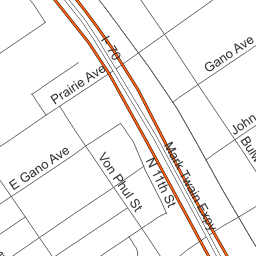 I- 70
Gano Ave
Prairie Ave
John
Bulw
E Gano Ave
Von Phul St
N 11th St
Mark Twain Expy